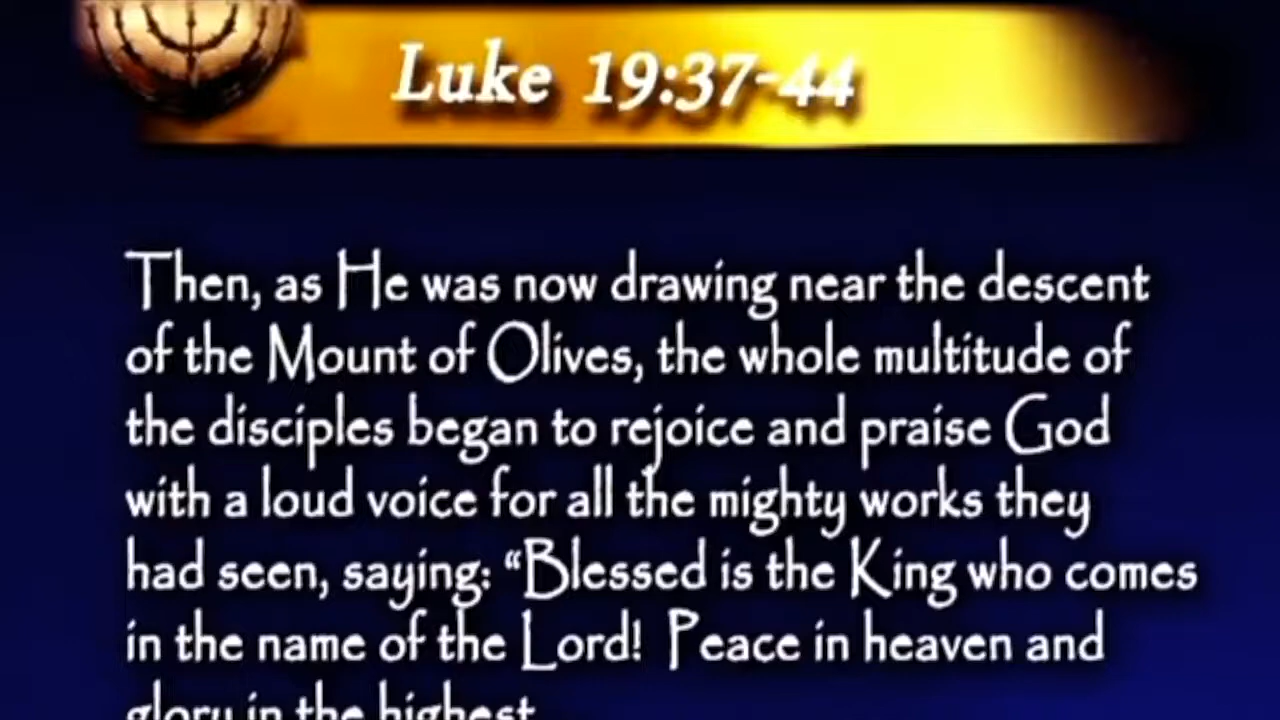 Luke 19:37-44
Then, as He was now drawing near the descent
of the Mount of Olives, the whole multitude of
the disciples began to rejoice and praise God
with a loud voice for all the mighty works they
had seen, saying: “Blessed is the King who comes
in the name of the Lord! Peace in heaven and
glory in the highest